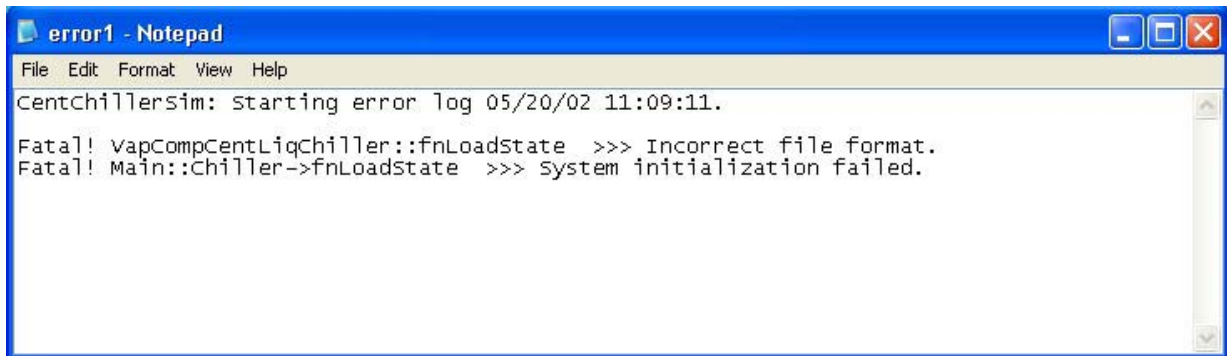 error1 - Notepad
File Edit Format View Help
CentChillerSim: Starting error log 05/20/02 11:09:11.
Fatal! VapCompCentLiqChiller::fnLoadState >>> Incorrect file format.
Fatal! Main::Chiller->fnLoadState >>> System initialization failed.